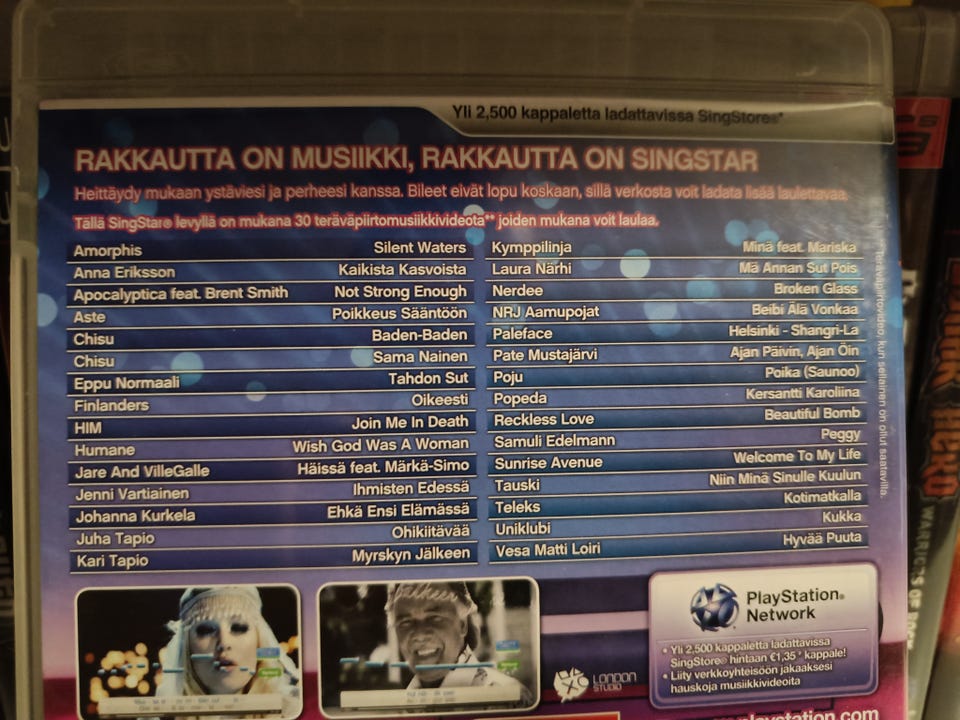 Yli 2,500 kappaletta ladattavissa SingStore®*
RAKKAUTTA ON MUSIIKKI, RAKKAUTTA ON SINGSTAR
Heittäydy mukaan ystäviesi ja perheesi kanssa. Bileet eivät lopu koskaan, sillä verkosta voit ladata lisää laulettavaa.
Tällä SingStar® levyllä on mukana 30 teräväpiirtomusiikkivideota** joiden mukana voit laulaa.
Amorphis Silent Waters
Anna Eriksson Kaikista Kasvoista
Apocalyptica feat. Brent Smith Not Strong Enough
Aste Poikkeus Sääntöön
Chisu Baden-Baden
Chisu Sama Nainen
Eppu Normaali Tahdon Sut
Finlanders Oikeesti
HIM Join Me In Death
Humane Wish God Was A Woman
Jare And VilleGalle Häissä feat. Märkä-Simo
Jenni Vartiainen Ihmisten Edessä
Johanna Kurkela Ehkä Ensi Elämässä
Juha Tapio Ohikiitävää
Kari Tapio Myrskyn Jälkeen
Kymppilinja Minä feat. Mariska
Laura Närhi Mä Annan Sut Pois
Nerdee Broken Glass
NRJ Aamupojat Beibi Älä Vonkaa
Paleface Helsinki - Shangri-La
Pate Mustajärvi Ajan Päivin, Ajan Öin
Poju Poika (Saunoo)
Popeda Kersantti Karoliina
Reckless Love Beautiful Bomb
Samuli Edelmann Peggy
Sunrise Avenue Welcome To My Life
Tauski Niin Minä Sinulle Kuulun
Teleks Kotimatkalla
Uniklubi Kukka
Vesa Matti Loiri Hyvää Puuta
Teräväpiirtovideo, kun sellainen on ollut saatavilla.
LONDON
STUDIO
PlayStation®
Network
• Yli 2,500 kappaletta ladattavissa
SingStore® hintaan €1,35* kappale!
• Liity verkkoyhteisöön jakaaksesi
hauskoja musiikkivideoita
playstation.com